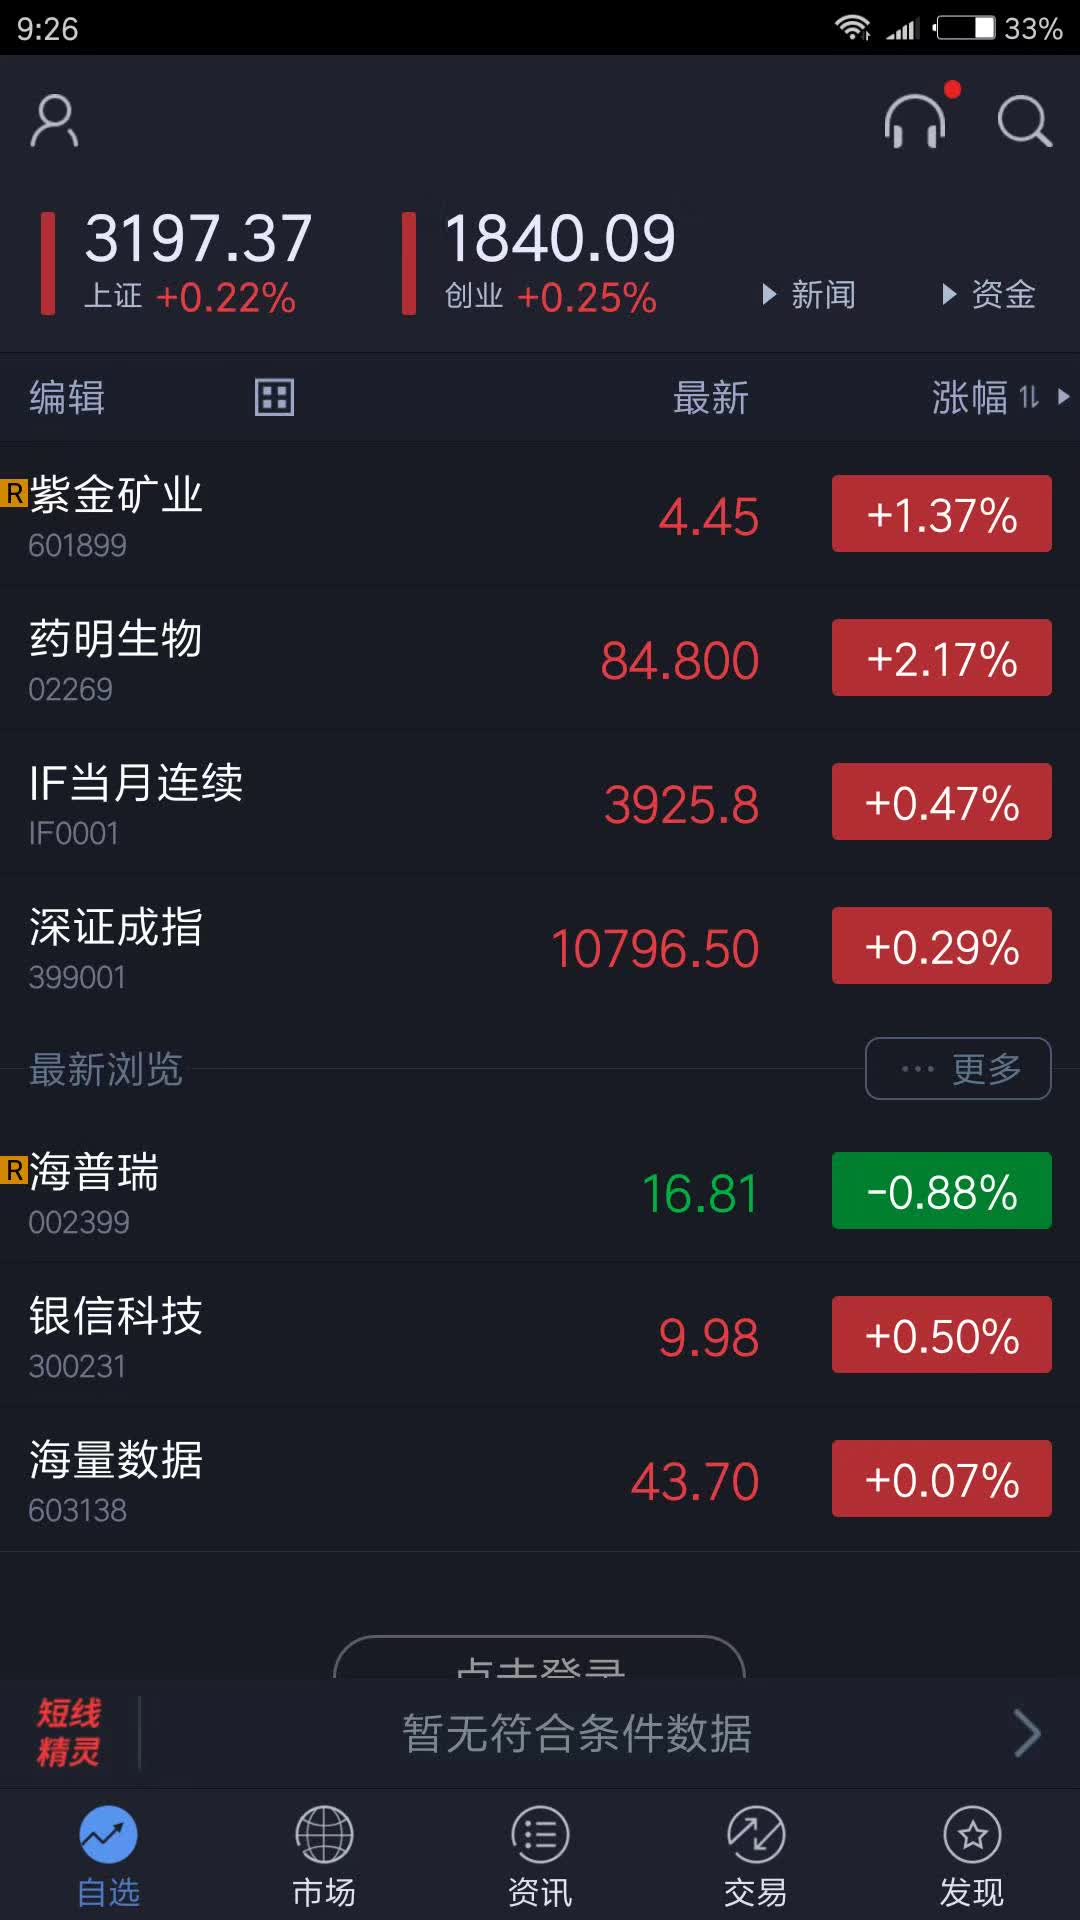 9:26 33%
3197.37 1840.09
上证 +0.22% 创业 +0.25% 新闻 资金
编辑 最新 涨幅
R 紫金矿业 4.45 +1.37%
601899
药明生物 84.800 +2.17%
02269
IF当月连续 3925.8 +0.47%
IF0001
深证成指 10796.50 +0.29%
399001
最新浏览 ··· 更多
R 海普瑞 16.81 -0.88%
002399
银信科技 9.98 +0.50%
300231
海量数据 43.70 +0.07%
603138
点击登录
短线
精灵
暂无符合条件数据
自选 市场 资讯 交易 发现